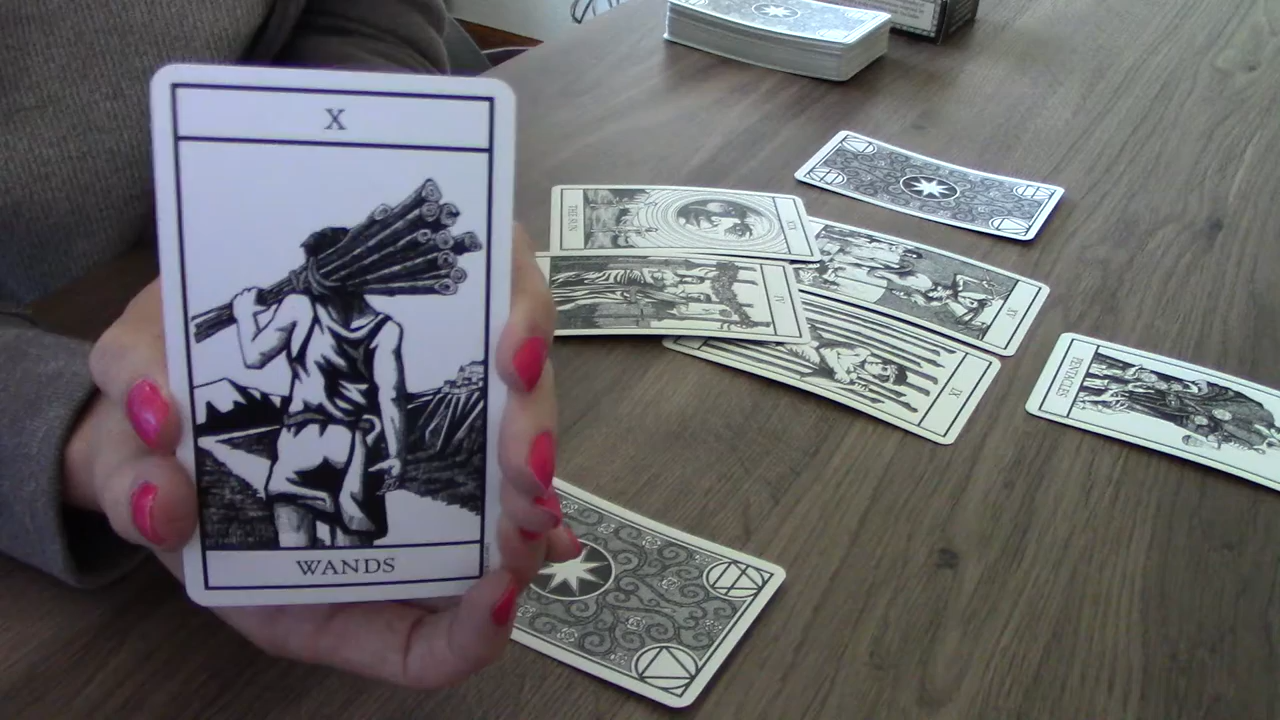 X
WANDS
THE SUN
XIX
IV
XV
IX
PENTACLES